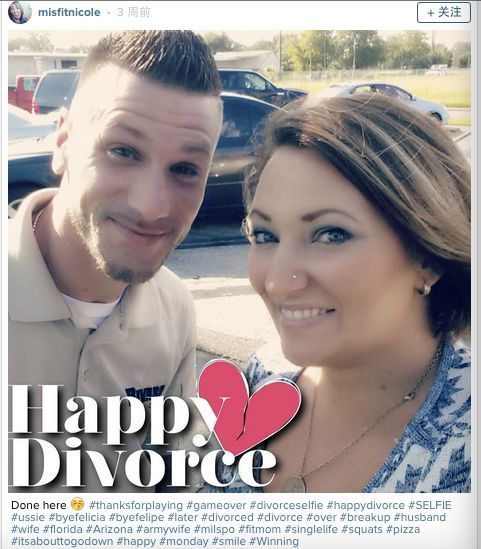 misfitnicole • 3 周前
+ 关注
Happy
Divorce
Done here 😚 #thanksforplaying #gameover #divorceselfie #happydivorce #SELFIE
#ussie #byefelicia #byefelipe #later #divorced #divorce #over #breakup #husband
#wife #florida #Arizona #armywife #milspo #fitmom #singlelife #squats #pizza
#itsabouttogodown #happy #monday #smile #Winning